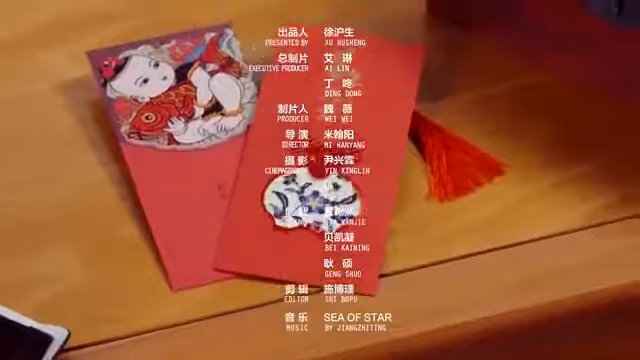 出品人 徐沪生
PRESENTED BY XU HUSHENG
总制片 艾 琳
EXECUTIVE PRODUCER AI LIN
丁 咚
DING DONG
制片人 魏 薇
PRODUCER WEI WEI
导 演 米翰阳
DIRECTOR MI HANYANG
摄 影 尹兴霖
YIN XINGLIN
贝凯凝
BEI KAINING
耿 硕
GENG SHUO
剪 辑 施博璞
EDITOR SHI BOPU
音 乐 SEA OF STAR
MUSIC BY JIANGZHITING